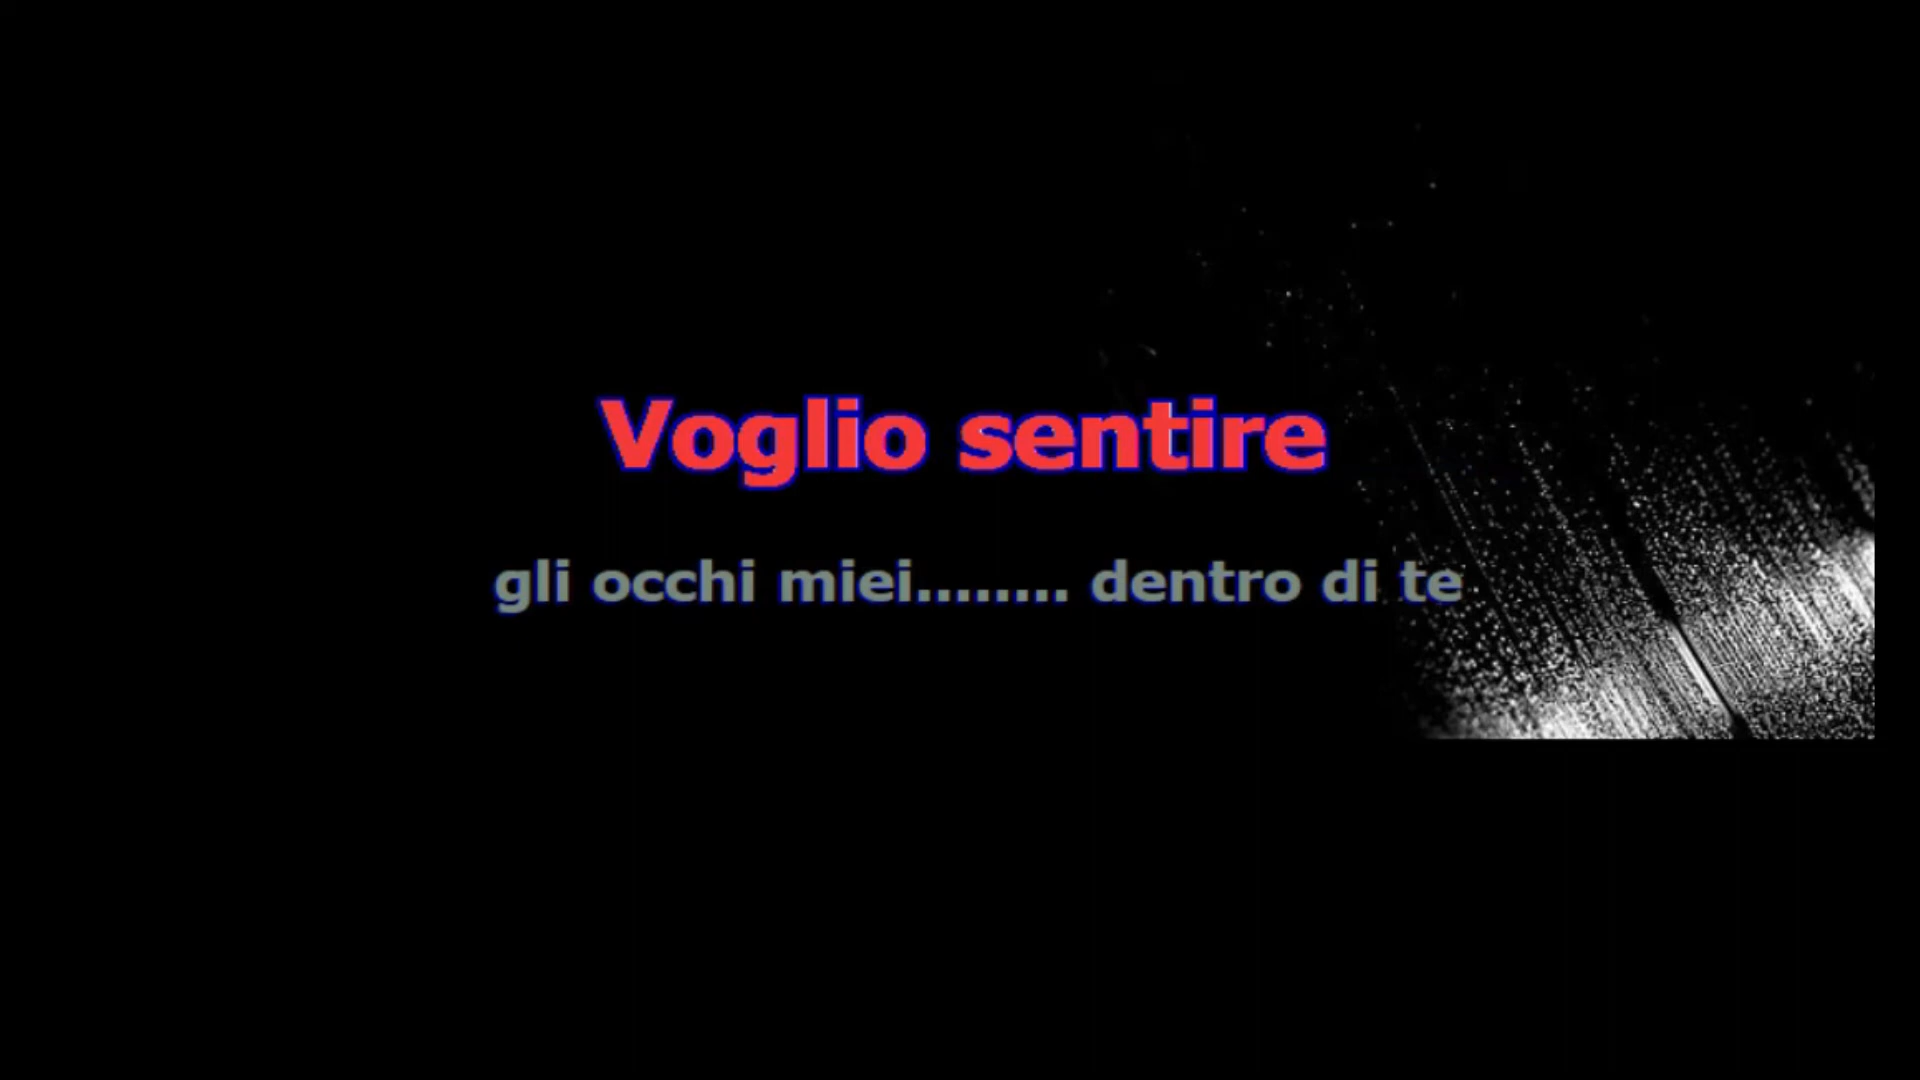 Voglio sentire
gli occhi miei........ dentro di te